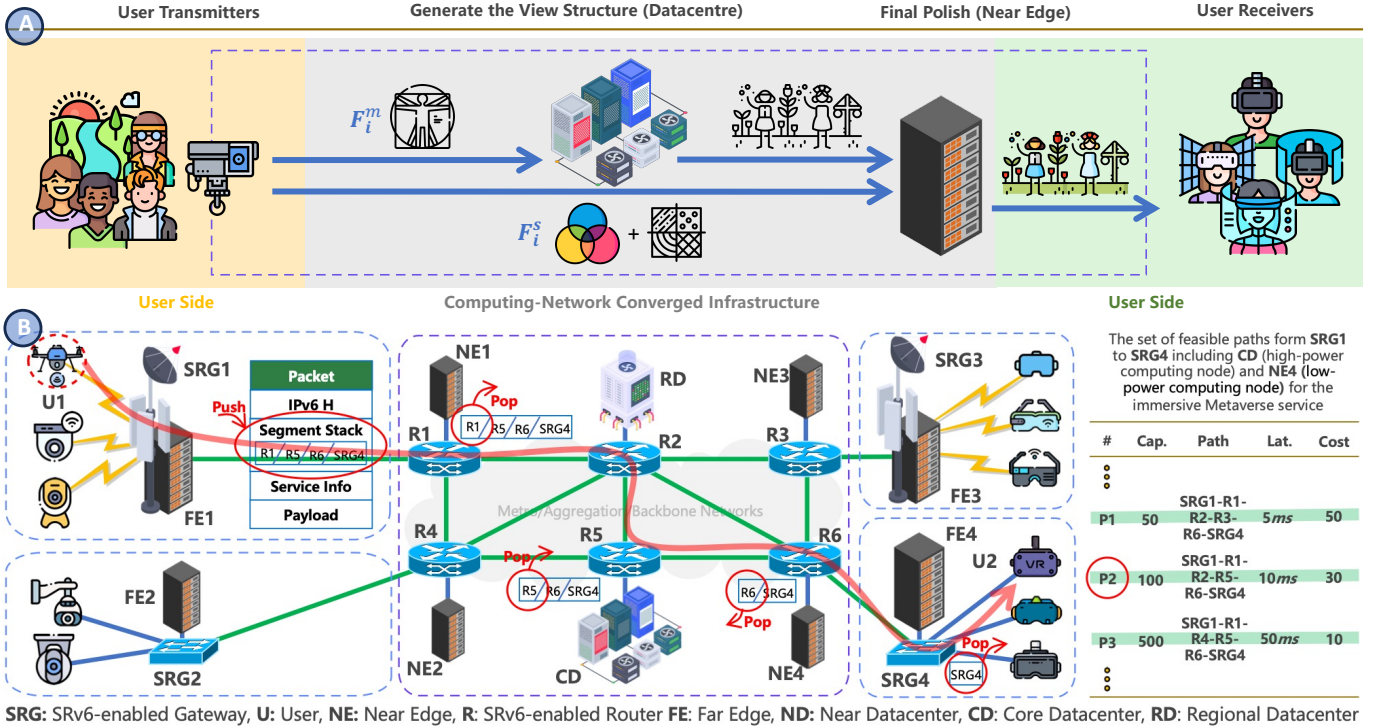 User Transmitters
Generate the View Structure (Datacentre)
Final Polish (Near Edge)
User Receivers
A
F_i^m
F_i^s
+
User Side
Computing-Network Converged Infrastructure
User Side
B
U1
SRG1
FE1
Push
Packet
IPv6 H
Segment Stack
R1/R5/R6/SRG4
Service Info
Payload
FE2
SRG2
NE1
Pop
R1/R5/R6/SRG4
R1
RD
R2
NE3
R3
Metro/Aggregation/Backbone Networks
R4
R5
R6
Pop
R5/R6/SRG4
R6/SRG4
Pop
NE2
CD
NE4
SRG3
FE3
FE4
U2
VR
Pop
SRG4
SRG4
The set of feasible paths form SRG1
to SRG4 including CD (high-power
computing node) and NE4 (low-
power computing node) for the
immersive Metaverse service
# Cap. Path Lat. Cost
P1 50 SRG1-R1-
R2-R3-
R6-SRG4 5ms 50
P2 100 SRG1-R1-
R2-R5-
R6-SRG4 10ms 30
P3 500 SRG1-R1-
R4-R5-
R6-SRG4 50ms 10
SRG: SRv6-enabled Gateway, U: User, NE: Near Edge, R: SRv6-enabled Router FE: Far Edge, ND: Near Datacenter, CD: Core Datacenter, RD: Regional Datacenter